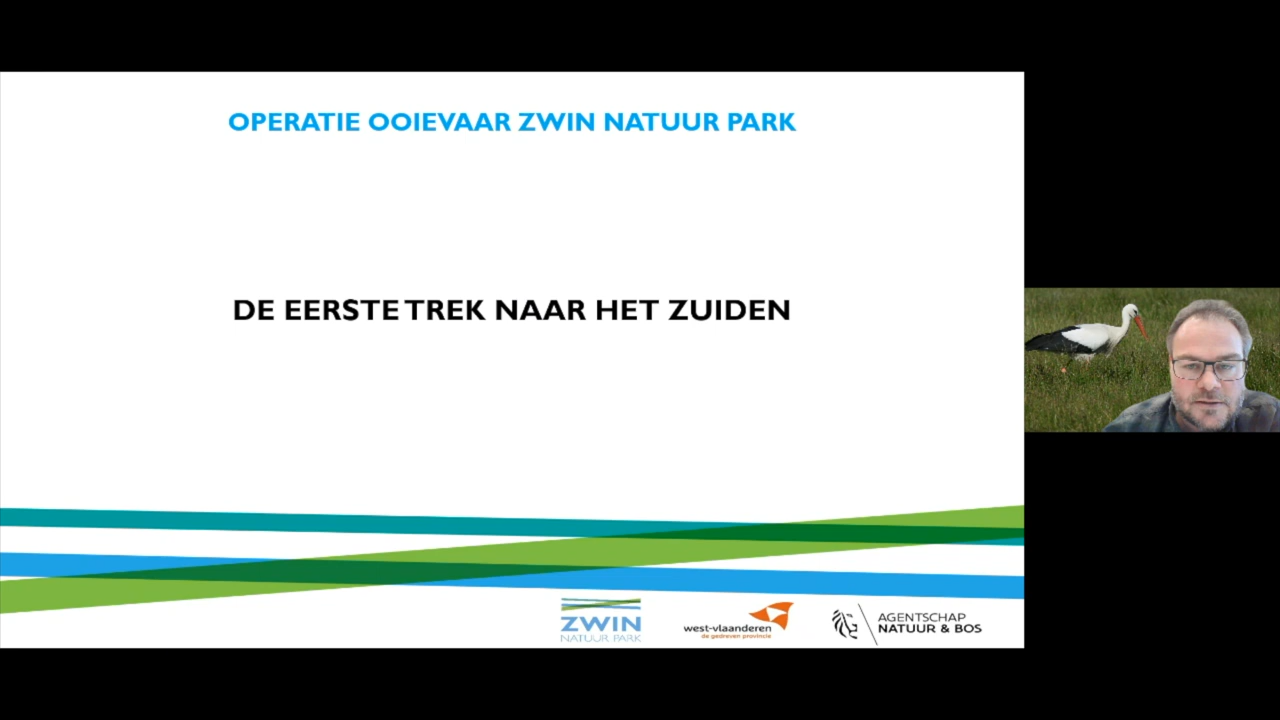 OPERATIE OOIEVAAR ZWIN NATUUR PARK
DE EERSTE TREK NAAR HET ZUIDEN
ZWIN
NATUUR PARK
west-vlaanderen
de gedreven provincie
AGENTSCHAP
NATUUR & BOS